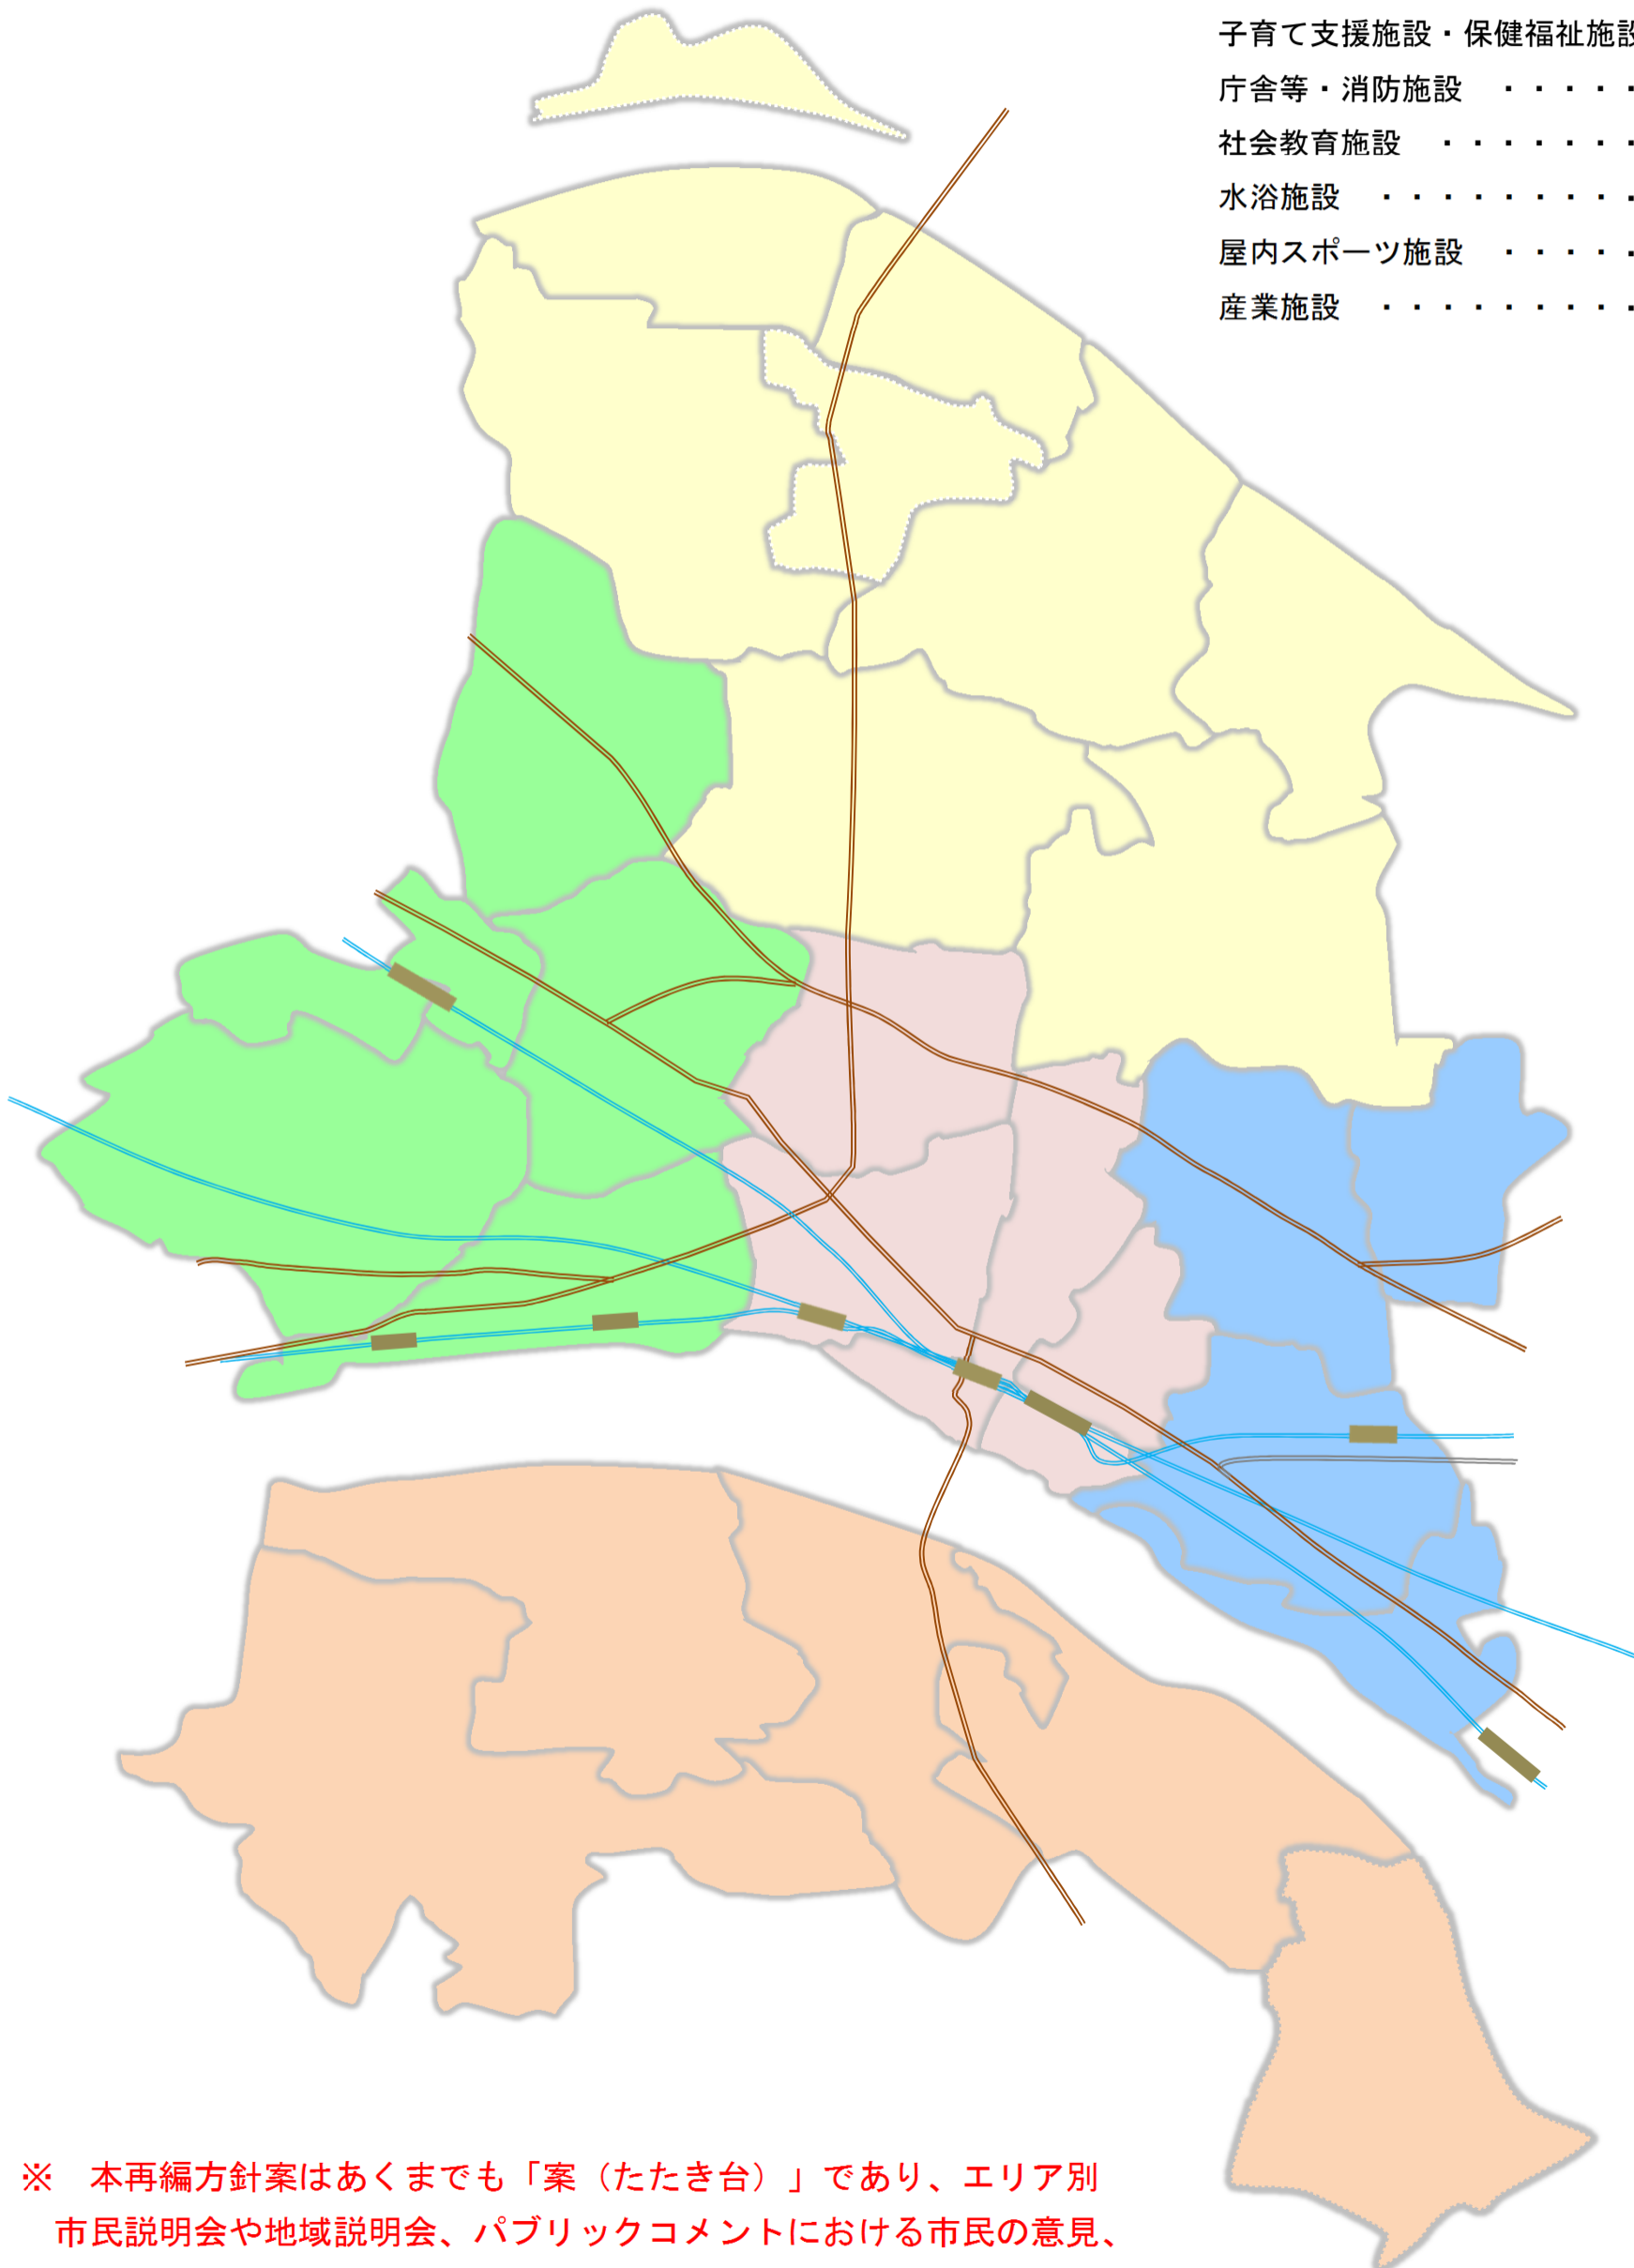 子育て支援施設・保健福祉施設
庁舎等・消防施設　・・・・・
社会教育施設　・・・・・・・
水浴施設　・・・・・・・・・
屋内スポーツ施設　・・・・・
産業施設　・・・・・・・・・
※　本再編方針案はあくまでも「案（たたき台）」であり、エリア別
市民説明会や地域説明会、パブリックコメントにおける市民の意見、